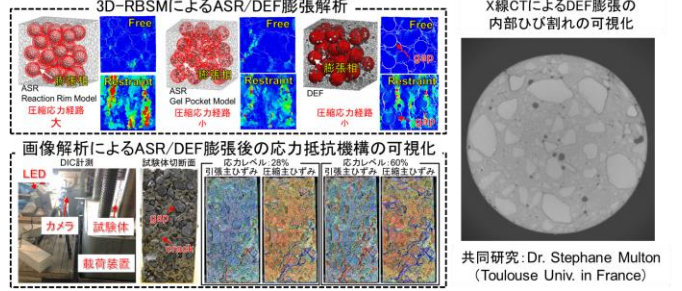 3D-RBSMによるASR/DEF膨張解析
Free
膨張相
Restraint
ASR
Reaction Rim Model
圧縮応力経路
大
Free
膨張相
Restraint
ASR
Gel Pocket Model
圧縮応力経路
小
Free
gap
膨張相
Restraint
gap
DEF
圧縮応力経路
小
画像解析によるASR/DEF膨張後の応力抵抗機構の可視化
DIC計測
LED
カメラ
試験体
載荷装置
試験体切断面
gap
crack
応力レベル:28%
引張主ひずみ 圧縮主ひずみ
応力レベル:60%
引張主ひずみ 圧縮主ひずみ
X線CTによるDEF膨張の
内部ひび割れの可視化
共同研究:Dr. Stephane Multon
(Toulouse Univ. in France)